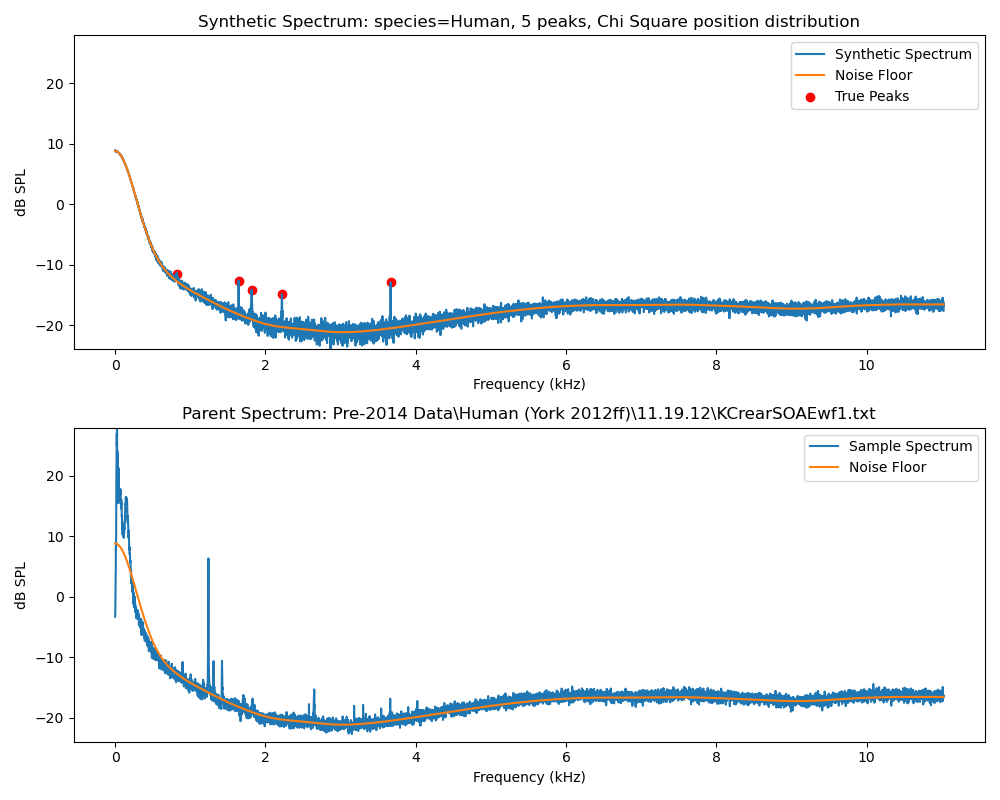 Synthetic Spectrum: species=Human, 5 peaks, Chi Square position distribution
Synthetic Spectrum
Noise Floor
True Peaks
20
10
0
−10
−20
dB SPL
0 2 4 6 8 10
Frequency (kHz)
Parent Spectrum: Pre-2014 Data\Human (York 2012ff)\11.19.12\KCrearSOAEwf1.txt
Sample Spectrum
Noise Floor
20
10
0
−10
−20
dB SPL
0 2 4 6 8 10
Frequency (kHz)